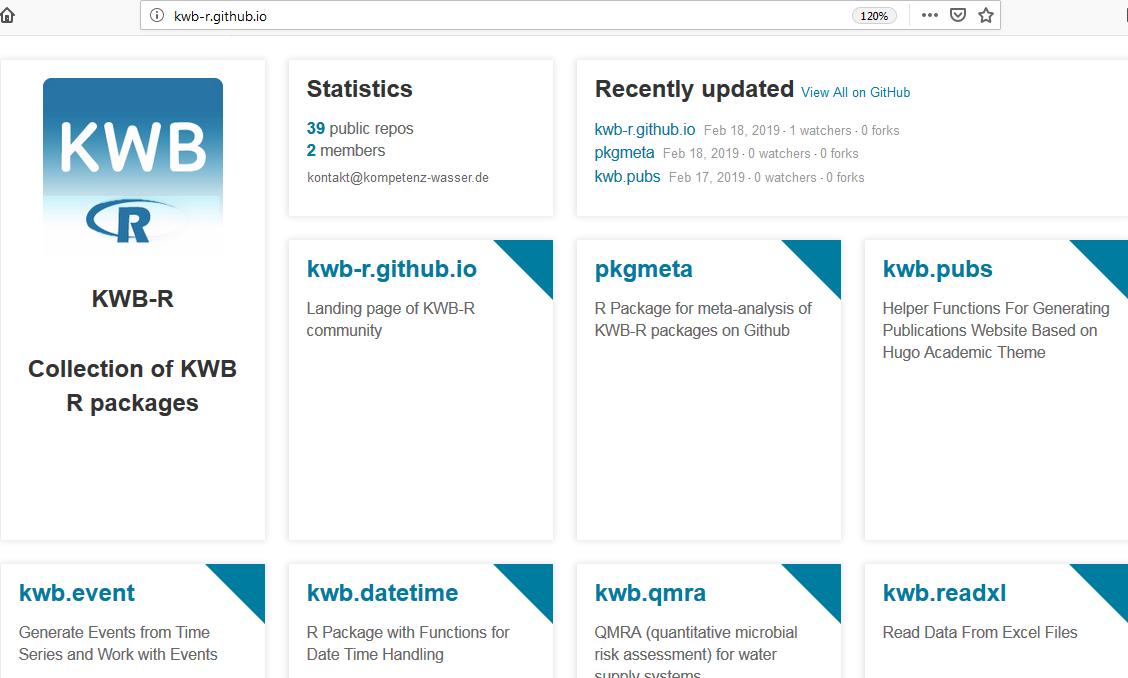 kwb-r.github.io
120%
KWB
R
KWB-R
Collection of KWB
R packages
Statistics
39 public repos
2 members
kontakt@kompetenz-wasser.de
Recently updated View All on GitHub
kwb-r.github.io Feb 18, 2019 · 1 watchers · 0 forks
pkgmeta Feb 18, 2019 · 0 watchers · 0 forks
kwb.pubs Feb 17, 2019 · 0 watchers · 0 forks
kwb-r.github.io
Landing page of KWB-R
community
pkgmeta
R Package for meta-analysis of
KWB-R packages on Github
kwb.pubs
Helper Functions For Generating
Publications Website Based on
Hugo Academic Theme
kwb.event
Generate Events from Time
Series and Work with Events
kwb.datetime
R Package with Functions for
Date Time Handling
kwb.qmra
QMRA (quantitative microbial
risk assessment) for water
supply systems
kwb.readxl
Read Data From Excel Files